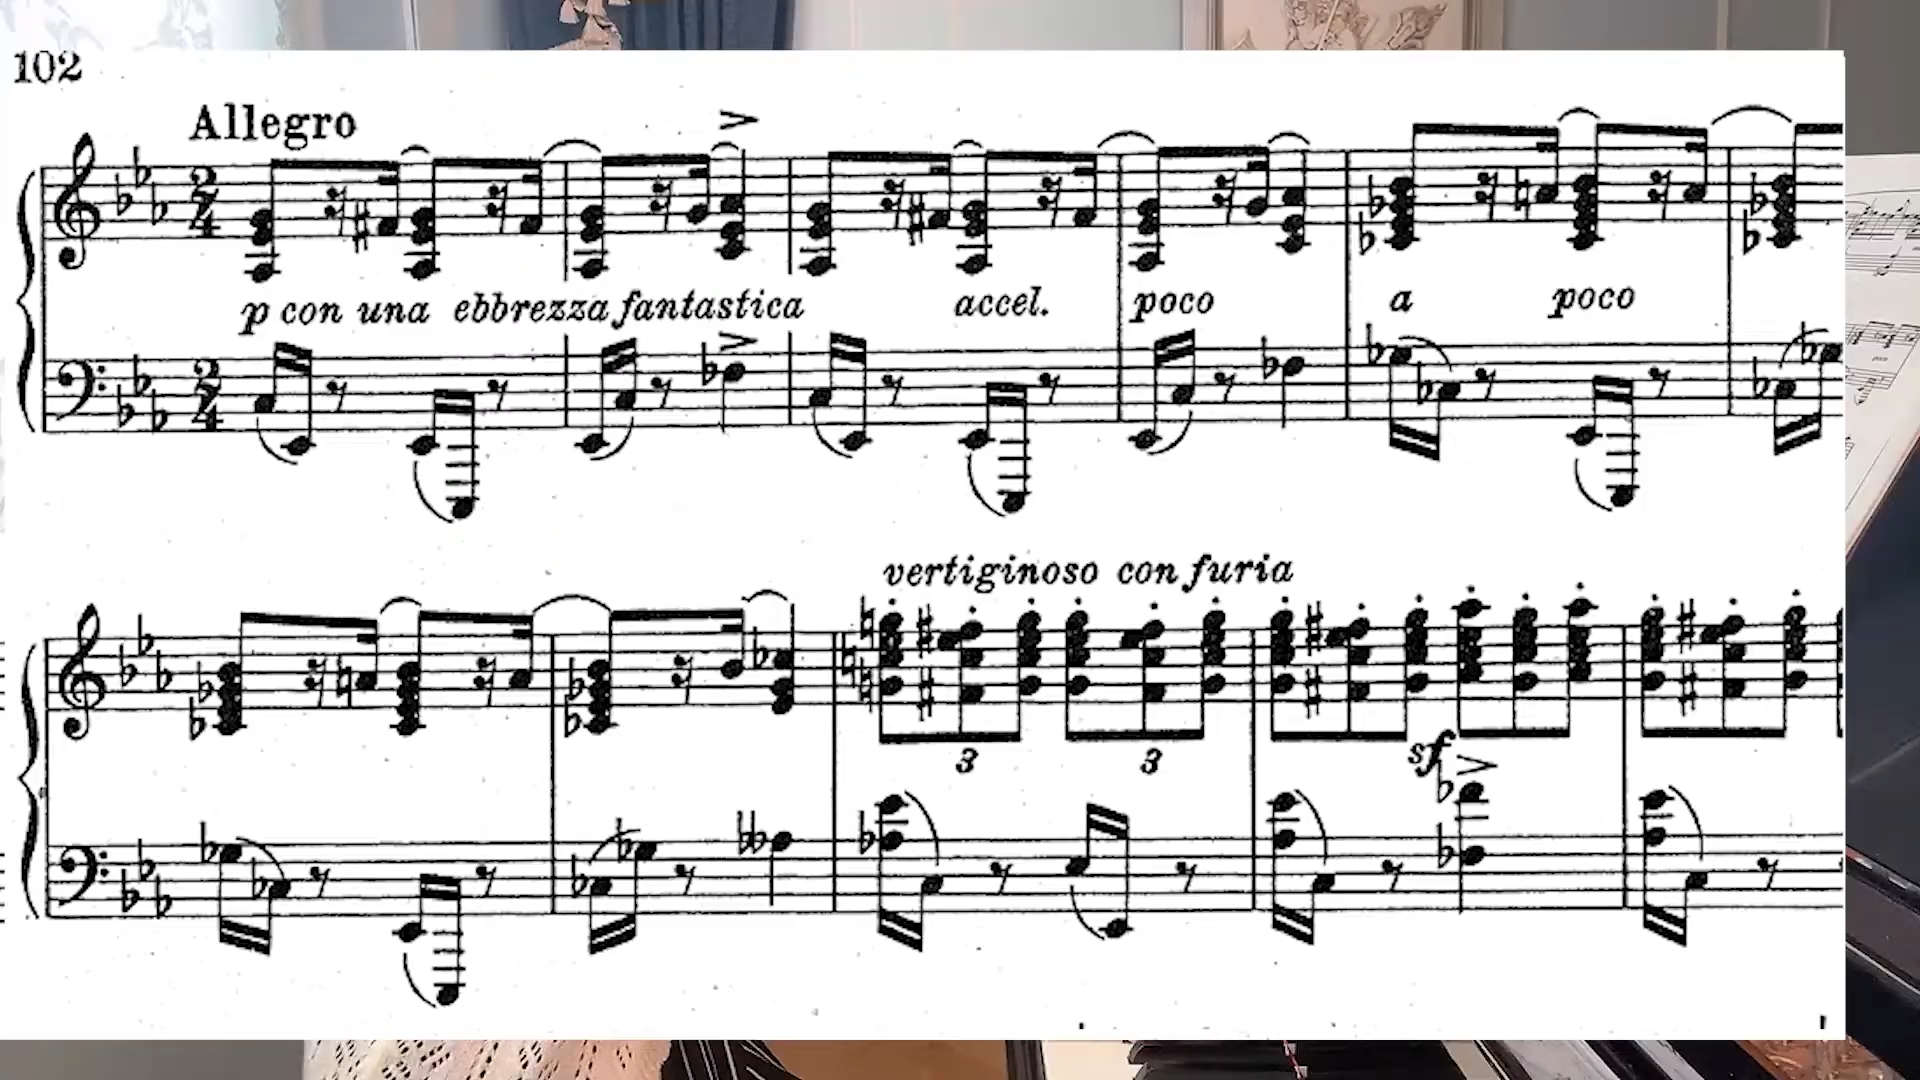 102
Allegro
p con una ebbrezza fantastica accel. poco a poco
vertiginoso con furia
3 3
sf